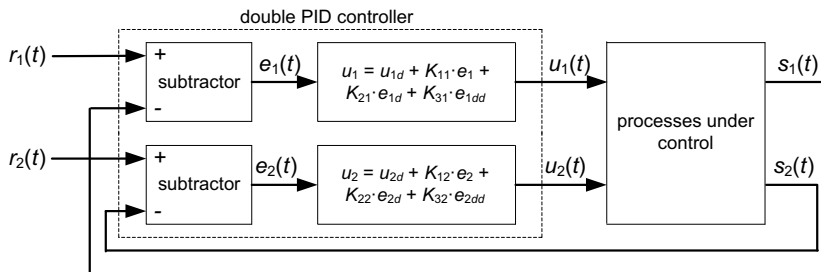 double PID controller
r1(t)
+
subtractor
-
e1(t)
u1 = u1d + K11·e1 +
K21·e1d + K31·e1dd
u1(t)
processes under
control
s1(t)
r2(t)
+
subtractor
-
e2(t)
u2 = u2d + K12·e2 +
K22·e2d + K32·e2dd
u2(t)
s2(t)